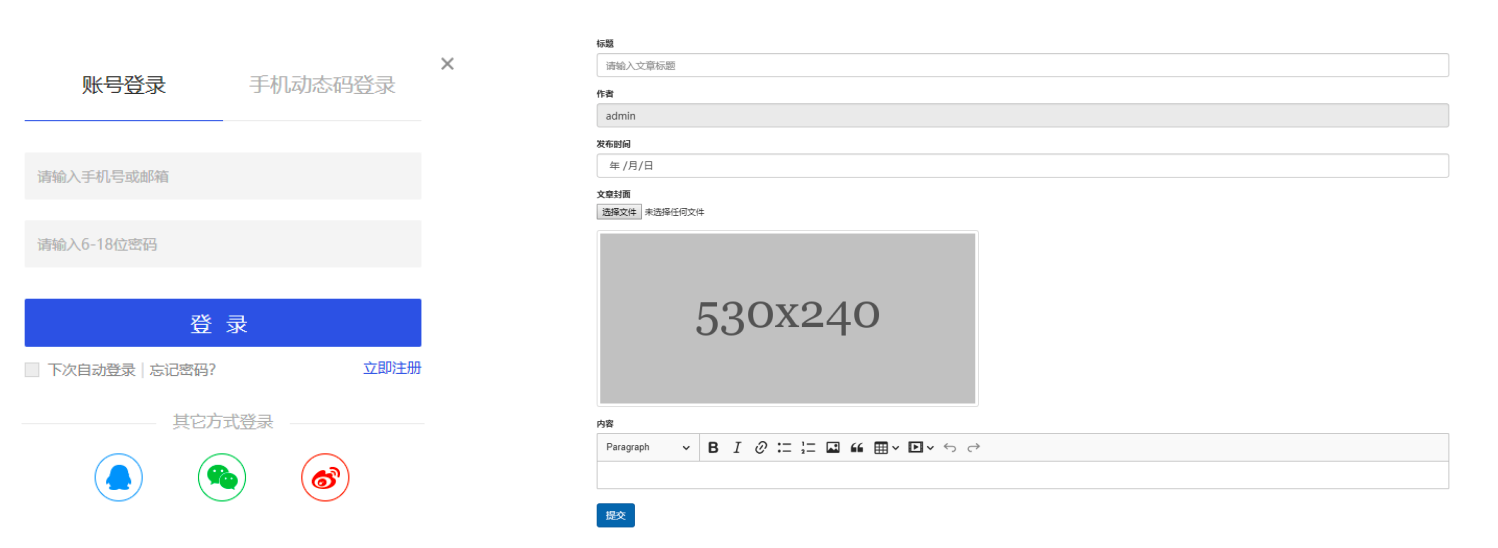 账号登录
手机动态码登录
×
请输入手机号或邮箱
请输入6-18位密码
登 录
下次自动登录|忘记密码?
立即注册
其它方式登录
标题
请输入文章标题
作者
admin
发布时间
年 /月/日
文章封面
选择文件 未选择任何文件
530x240
内容
Paragraph B I
提交